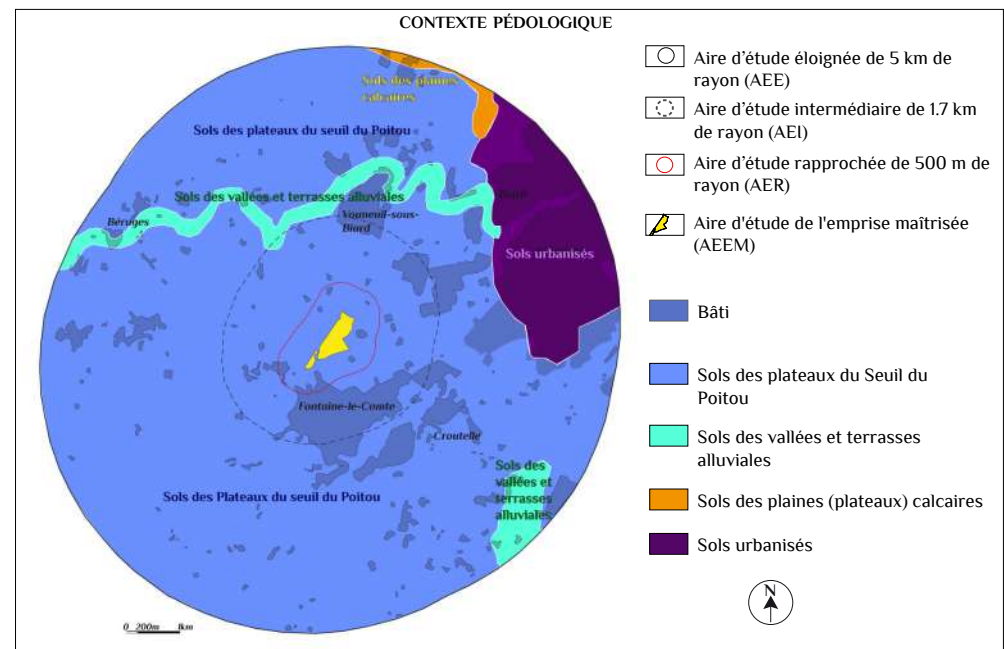 CONTEXTE PÉDOLOGIQUE
Sols des plaines
calcaires
Sols des plateaux du seuil du Poitou
Sols des vallées et terrasses alluviales
Béruges
Vouneuil-sous-
Biard
Biard
Sols urbanisés
Fontaine-le-Comte
Croutelle
Sols des
vallées et
terrasses
alluviales
Sols des Plateaux du seuil du Poitou
0 200m 1km
Aire d'étude éloignée de 5 km de
rayon (AEE)
Aire d'étude intermédiaire de 1.7 km
de rayon (AEI)
Aire d'étude rapprochée de 500 m de
rayon (AER)
Aire d'étude de l'emprise maîtrisée
(AEEM)
Bâti
Sols des plateaux du Seuil du
Poitou
Sols des vallées et terrasses
alluviales
Sols des plaines (plateaux) calcaires
Sols urbanisés
N